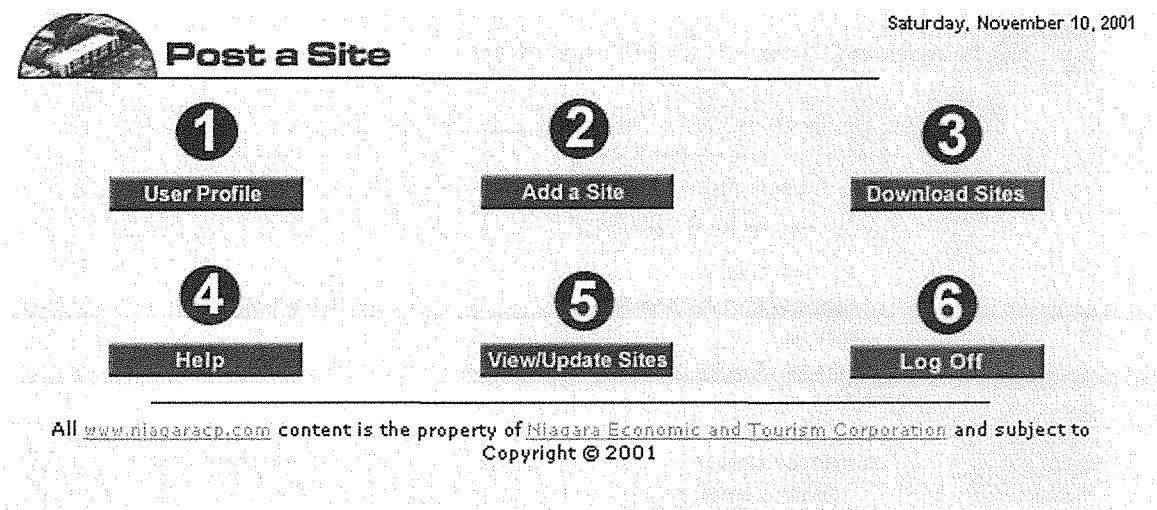 Saturday, November 10, 2001
Post a Site
1 2 3
User Profile Add a Site Download Sites
4 5 6
Help View/Update Sites Log Off
All www.niagaracp.com content is the property of Niagara Economic and Tourism Corporation and subject to
Copyright © 2001